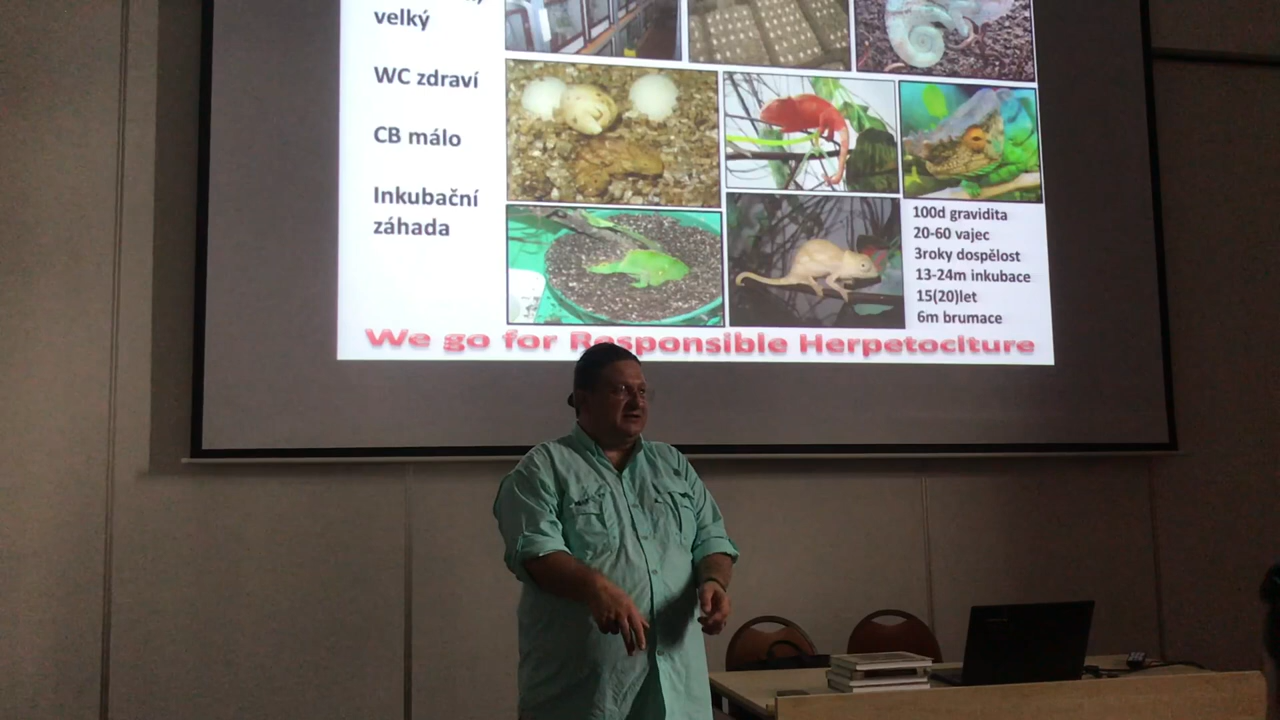 velký
WC zdraví
CB málo
Inkubační
záhada
100d gravidita
20-60 vajec
3roky dospělost
13-24m inkubace
15(20)let
6m brumace
We go for Responsible Herpetoclture